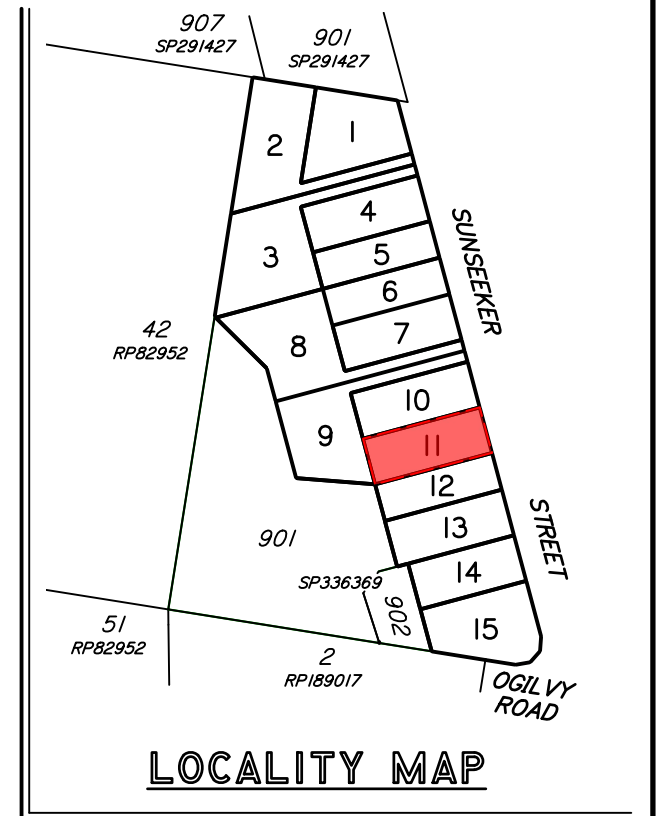 907
SP291427
901
SP291427
1
2
4
SUNSEEKER
5
3
6
42
RP82952
7
8
10
9
11
12
STREET
13
901
14
SP336369
902
51
RP82952
15
2
RP189017
OGILVY
ROAD
LOCALITY MAP